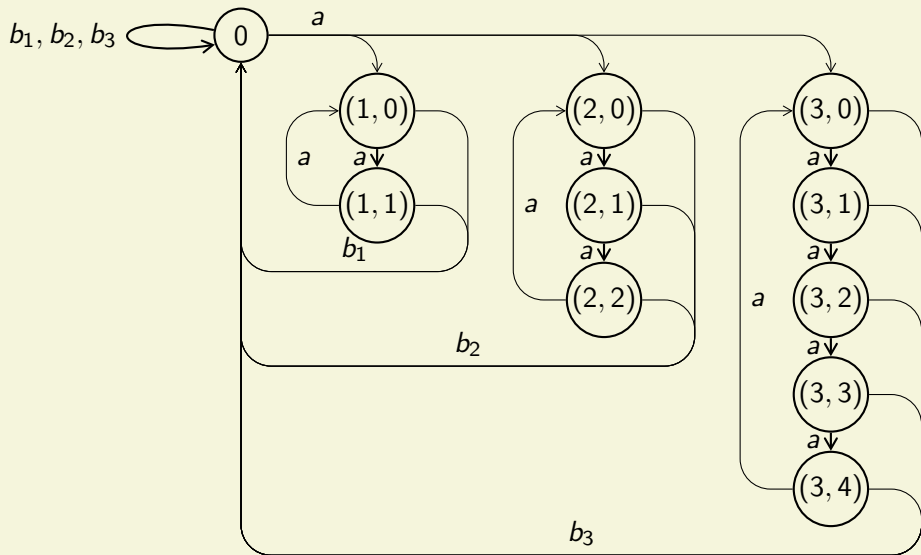 b₁, b₂, b₃ 0 a
(1, 0) (2, 0) (3, 0)
a a a
a (1, 1) (2, 1) (3, 1)
b₁ a a a
(2, 2) (3, 2)
b₂ a a
(3, 3)
a
(3, 4)
b₃